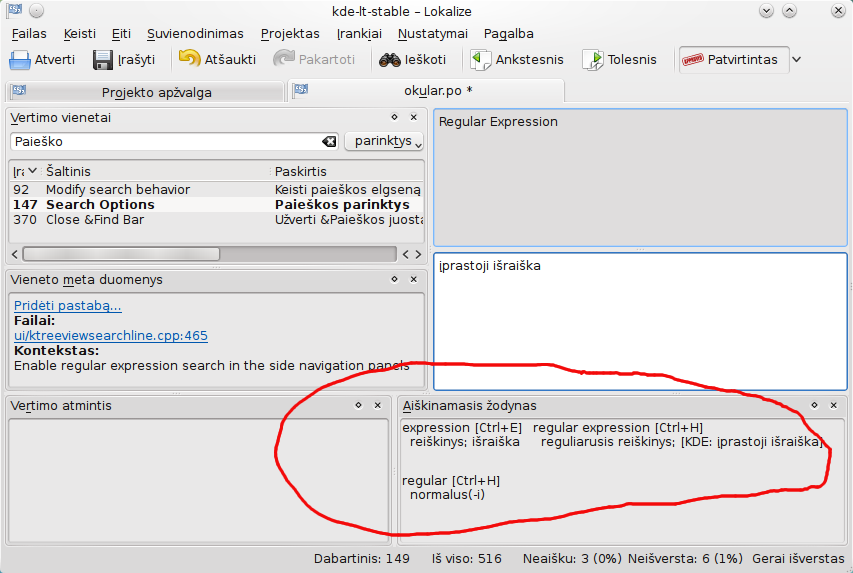 kde-lt-stable – Lokalize
Failas Keisti Eiti Suvienodinimas Projektas Įrankiai Nustatymai Pagalba
Atverti Įrašyti Atšaukti Pakartoti Ieškoti Ankstesnis Tolesnis Patvirtintas
Projekto apžvalga okular.po *
Vertimo vienetai
Paieško parinktys
Įra Šaltinis Paskirtis
92 Modify search behavior Keisti paieškos elgseną
147 Search Options Paieškos parinktys
370 Close &Find Bar Užverti &Paieškos juosta
Vieneto meta duomenys
Pridėti pastabą...
Failai:
ui/ktreeviewsearchline.cpp:465
Kontekstas:
Enable regular expression search in the side navigation panels
Regular Expression
įprastoji išraiška
Vertimo atmintis
Aiškinamasis žodynas
expression [Ctrl+E] regular expression [Ctrl+H]
reiškinys; išraiška reguliarusis reiškinys; [KDE: įprastoji išraiška]
regular [Ctrl+H]
normalus(-i)
Dabartinis: 149 Iš viso: 516 Neaišku: 3 (0%) Neišversta: 6 (1%) Gerai išverstas